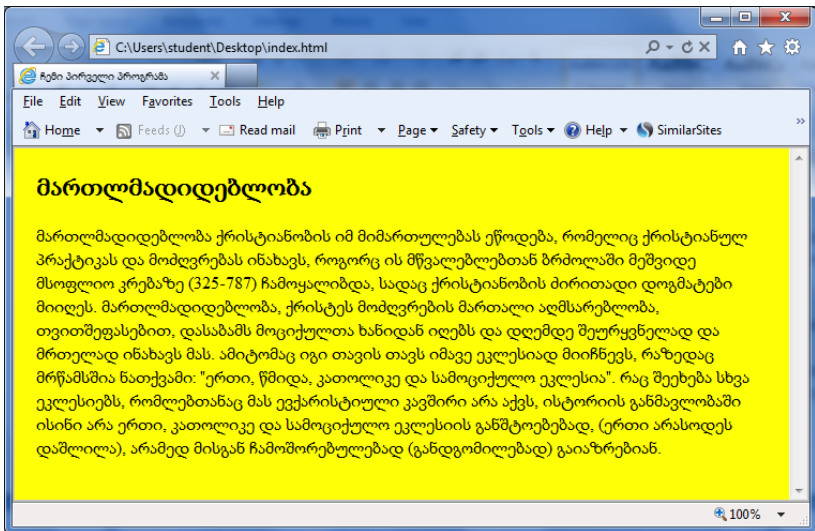 C:\Users\student\Desktop\index.html
ჩემი პირველი პროგრამა
File Edit View Favorites Tools Help
Home Feeds (J) Read mail Print Page Safety Tools Help SimilarSites
მართლმადიდებლობა
მართლმადიდებლობა ქრისტიანობის იმ მიმართულებას ეწოდება, რომელიც ქრისტიანულ
პრაქტიკას და მოძღვრებას ინახავს, როგორც ის მწვალებლებთან ბრძოლაში მეშვიდე
მსოფლიო კრებაზე (325-787) ჩამოყალიბდა, სადაც ქრისტიანობის ძირითადი დოგმატები
მიიღეს. მართლმადიდებლობა, ქრისტეს მოძღვრების მართალი აღმსარებლობა,
თვითშეფასებით, დასაბამს მოციქულთა ხანიდან იღებს და დღემდე შეურყვნელად და
მრთელად ინახავს მას. ამიტომაც იგი თავის თავს იმავე ეკლესიად მიიჩნევს, რაზედაც
მრწამსშია ნათქვამი: "ერთი, წმიდა, კათოლიკე და სამოციქულო ეკლესია". რაც შეეხება სხვა
ეკლესიებს, რომლებთანაც მას ევქარისტიული კავშირი არა აქვს, ისტორიის განმავლობაში
ისინი არა ერთი, კათოლიკე და სამოციქულო ეკლესიის განშტოებებად, (ერთი არასოდეს
დაშლილა), არამედ მისგან ჩამოშორებულებად (განდგომილებად) გაიაზრებიან.
100%